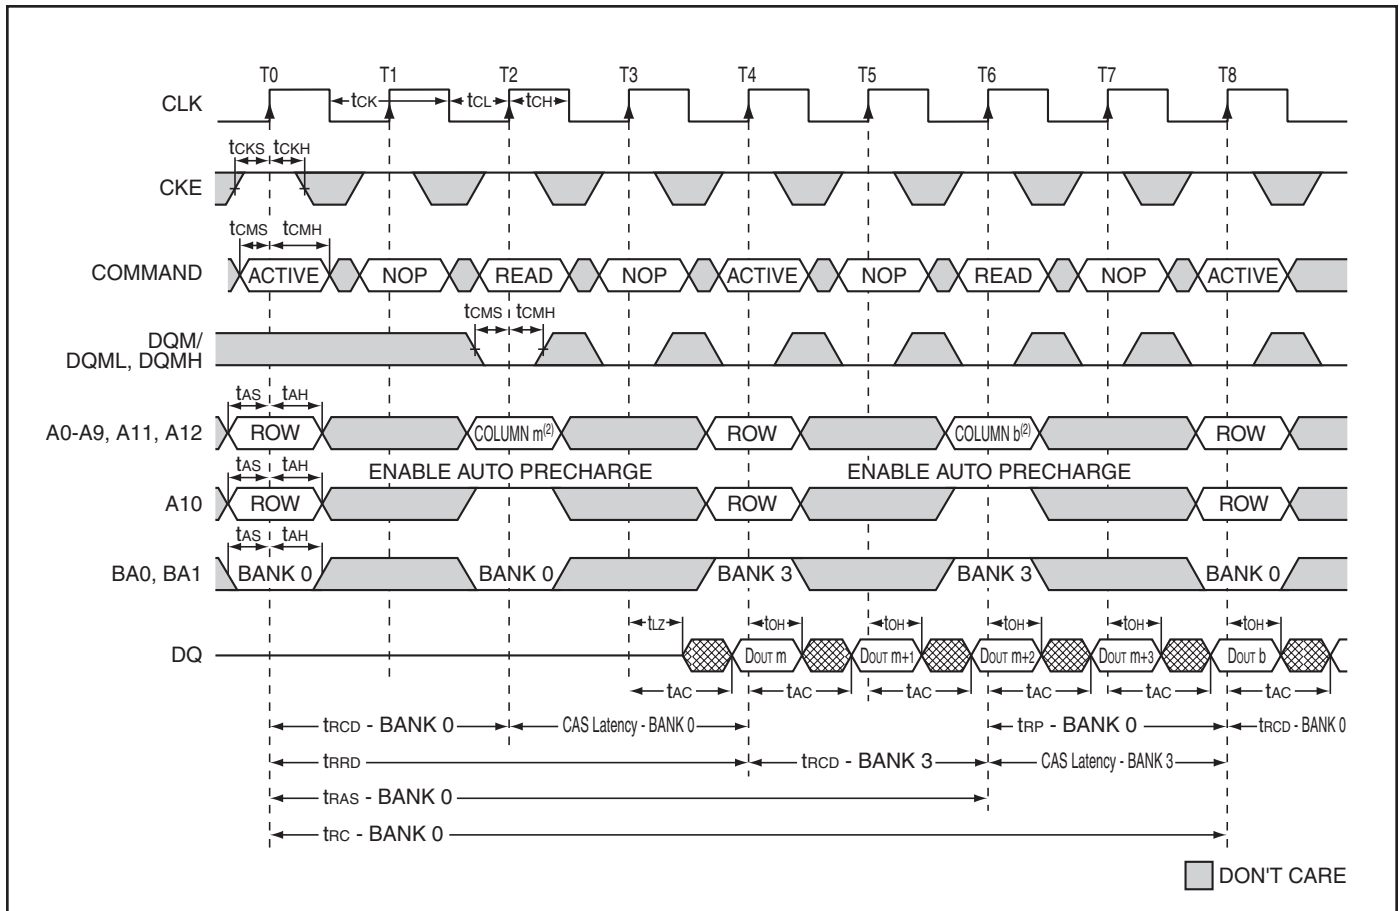 T0 T1 T2 T3 T4 T5 T6 T7 T8
CLK tCK tCL tCH
tCKS tCKH
CKE
tCMS tCMH
COMMAND ACTIVE NOP READ NOP ACTIVE NOP READ NOP ACTIVE
tCMS tCMH
DQM/
DQML, DQMH
tAS tAH
A0-A9, A11, A12 ROW COLUMN m(2) ROW COLUMN b(2) ROW
tAS tAH ENABLE AUTO PRECHARGE ENABLE AUTO PRECHARGE
A10 ROW ROW ROW
tAS tAH
BA0, BA1 BANK 0 BANK 0 BANK 3 BANK 3 BANK 0
tLZ tOH tOH tOH tOH tOH
DQ DOUT m DOUT m+1 DOUT m+2 DOUT m+3 DOUT b
tAC tAC tAC tAC tAC tAC
tRCD - BANK 0 CAS Latency - BANK 0 tRP - BANK 0 tRCD - BANK 0
tRRD tRCD - BANK 3 CAS Latency - BANK 3
tRAS - BANK 0
tRC - BANK 0
DON'T CARE